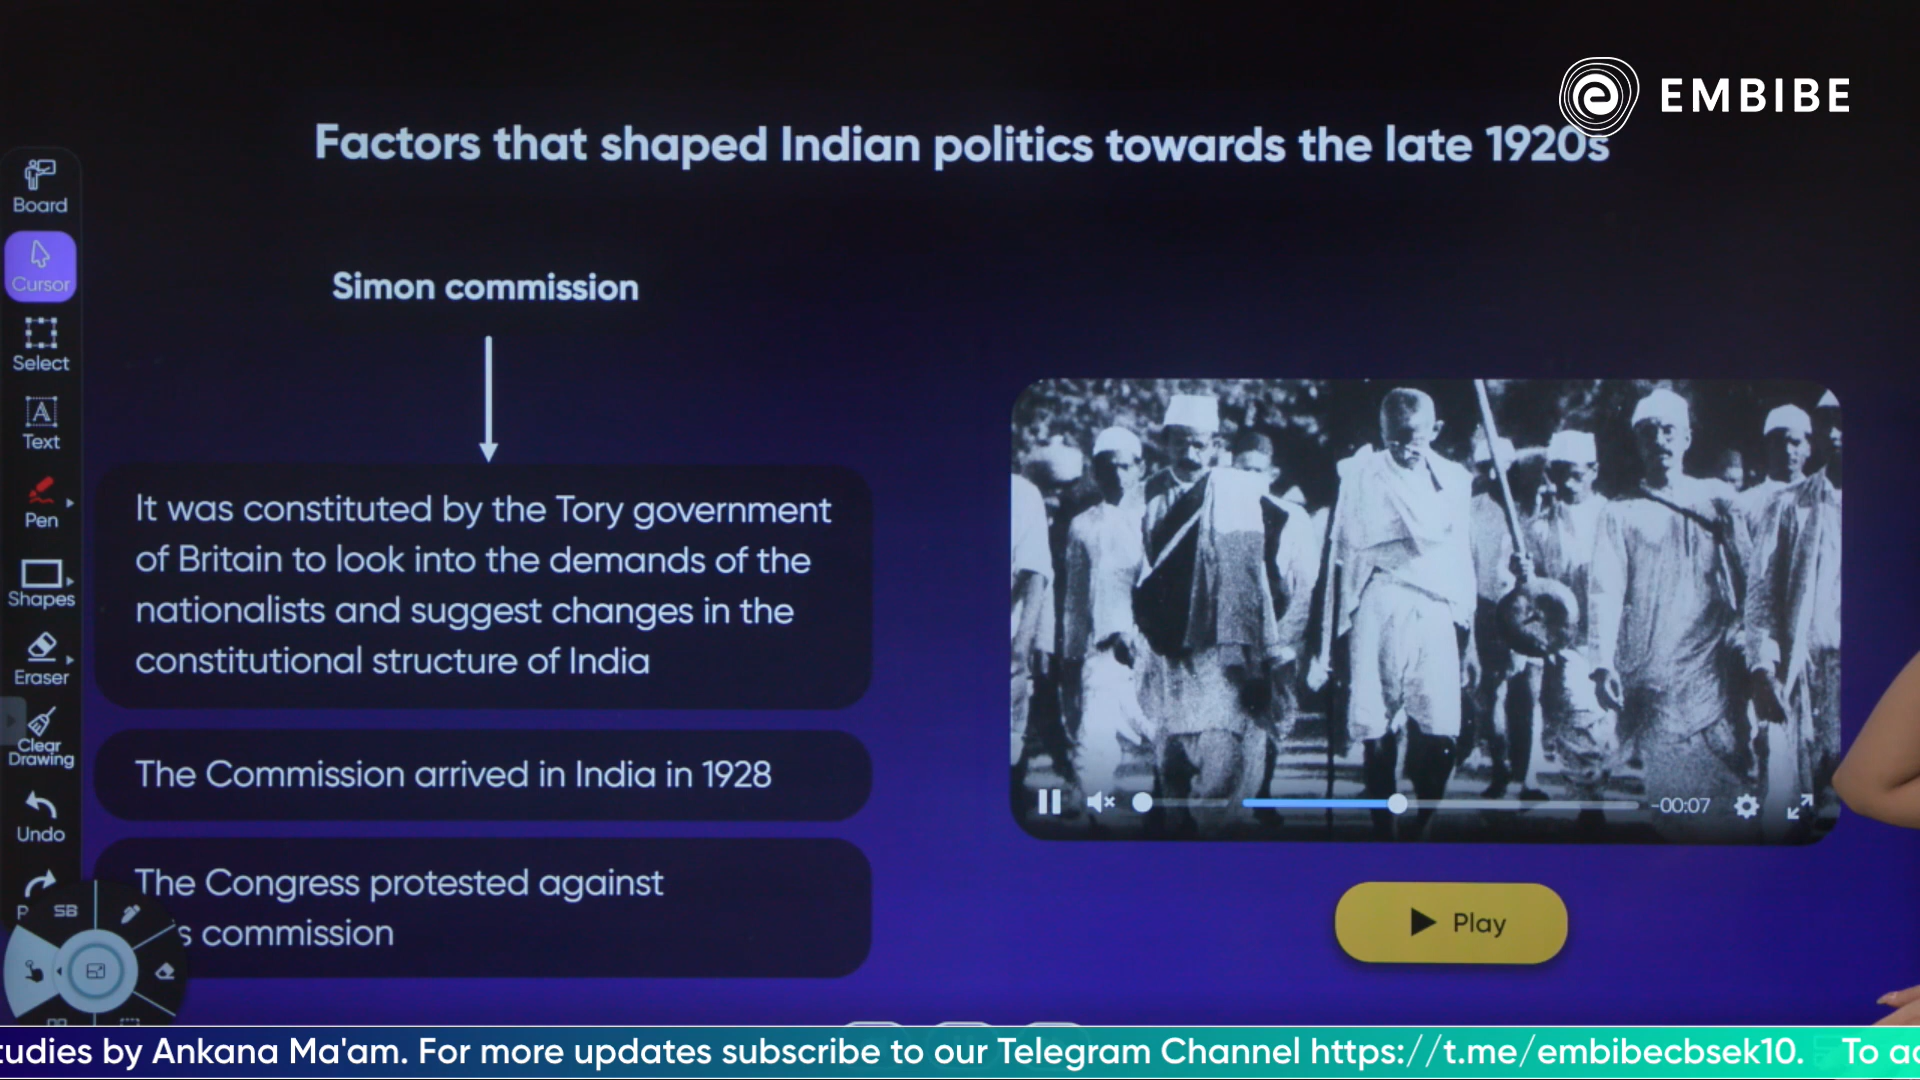 EMBIBE
Factors that shaped Indian politics towards the late 1920s
Board
Cursor
Select
Text
Pen
Shapes
Eraser
Clear
Drawing
Undo
SB
Simon commission
It was constituted by the Tory government
of Britain to look into the demands of the
nationalists and suggest changes in the
constitutional structure of India
The Commission arrived in India in 1928
The Congress protested against
commission
-00:07
Play
by Ankana Ma'am. For more updates subscribe to our Telegram Channel https://t.me/embibecbsek10. To